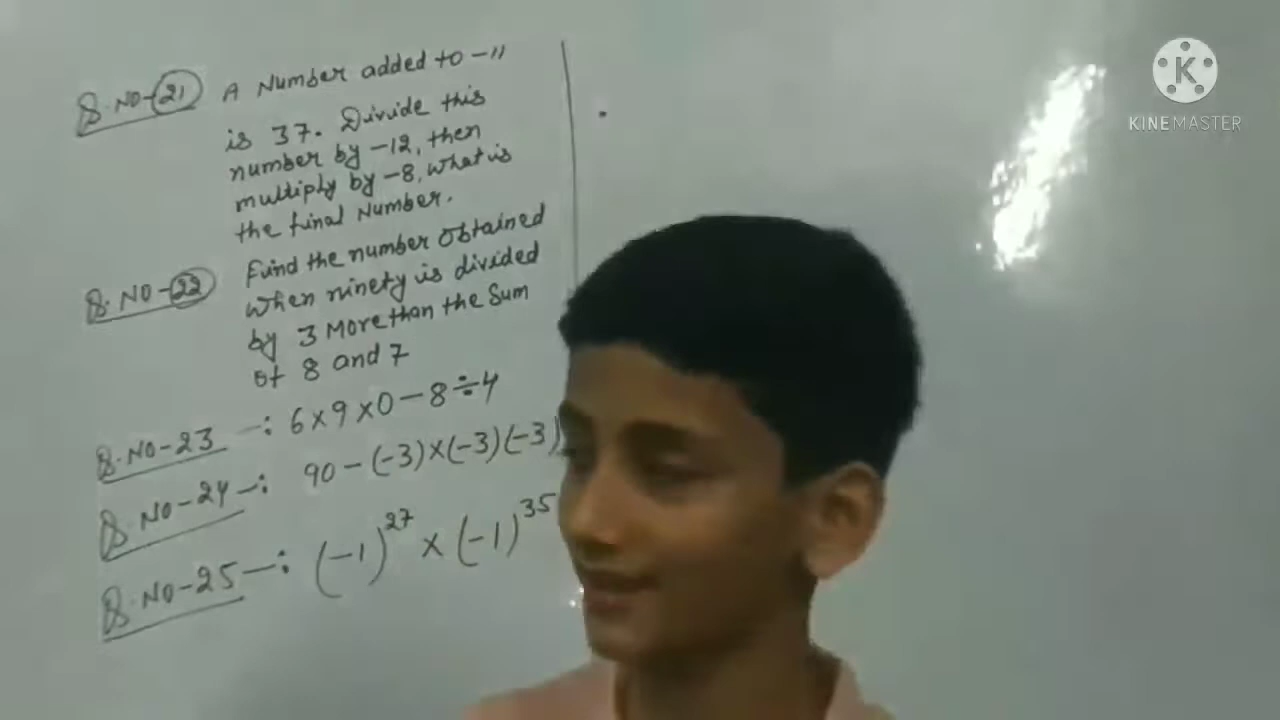 Q.NO-21 A Number added to -11
is 37. Divide this
number by -12, then
multiply by -8, what is
the final Number.
Q.NO-22 Find the number obtained
when ninety is divided
by 3 More than the Sum
of 8 and 7
Q.NO-23 -: 6×9×0-8÷4
Q.NO-24-: 90-(-3)×(-3)(-3)
Q.NO-25-: (-1)^27 × (-1)^35
K
KINEMASTER